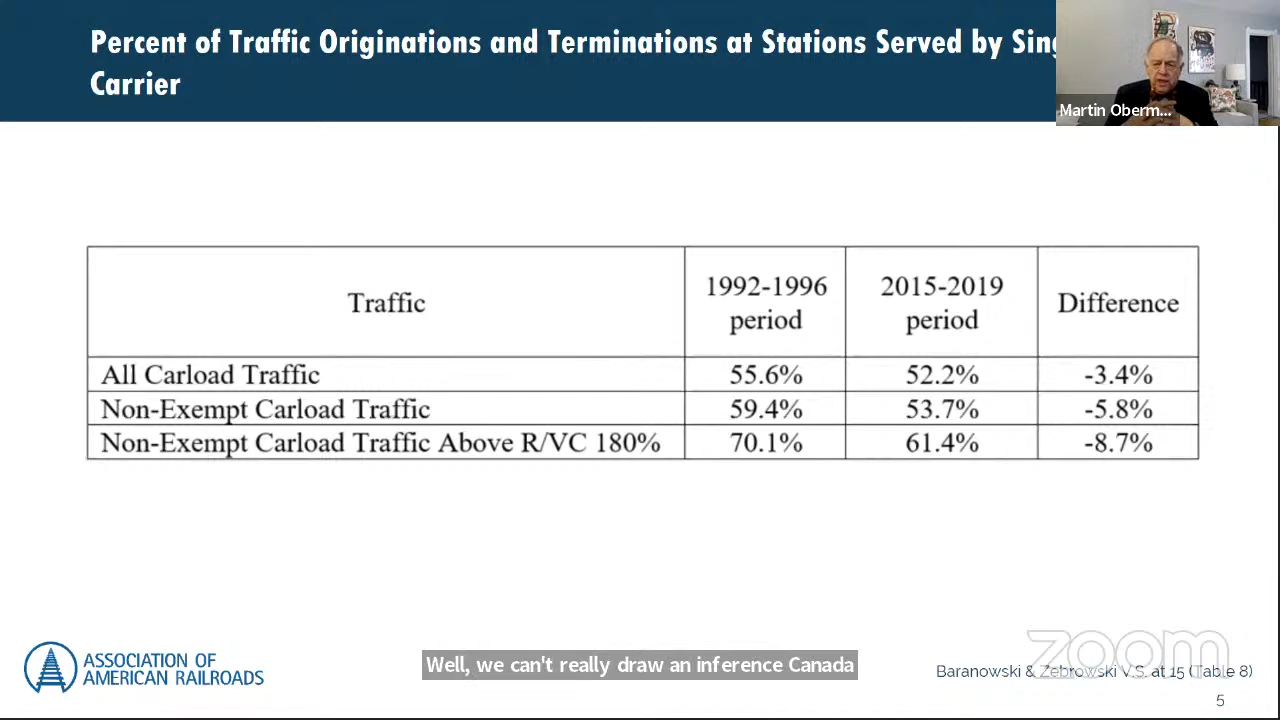 Percent of Traffic Originations and Terminations at Stations Served by Sing
Carrier
Martin Oberm...
Traffic
1992-1996 period
2015-2019 period
Difference
All Carload Traffic 55.6% 52.2% -3.4%
Non-Exempt Carload Traffic 59.4% 53.7% -5.8%
Non-Exempt Carload Traffic Above R/VC 180% 70.1% 61.4% -8.7%
ASSOCIATION OF
AMERICAN RAILROADS
Well, we can't really draw an inference Canada
zoom
Baranowski & Zebrowski V.S. at 15 (Table 8)
5